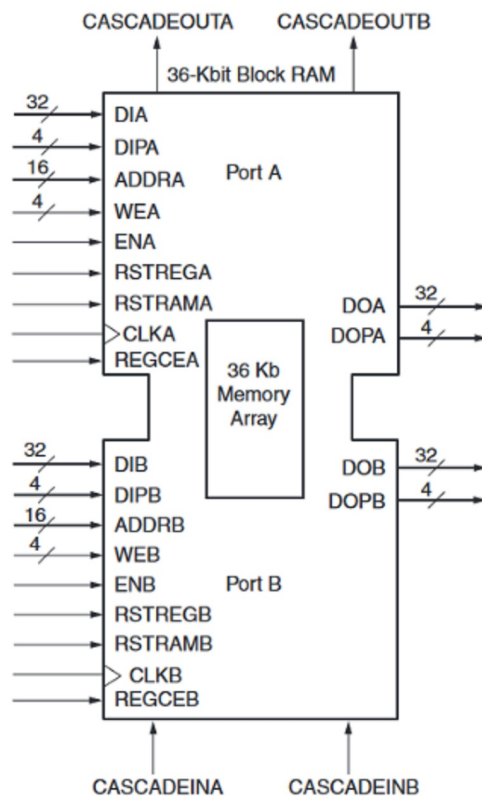 CASCADEOUTA CASCADEOUTB
36-Kbit Block RAM
32 DIA
4 DIPA
16 ADDRA
Port A
4 WEA
ENA
RSTREGA
RSTRAMA
DOA 32
CLKA
DOPA 4
REGCEA
36 Kb
Memory
Array
32 DIB
DOB 32
4 DIPB
DOPB 4
16 ADDRB
4 WEB
ENB
Port B
RSTREGB
RSTRAMB
CLKB
REGCEB
CASCADEINA CASCADEINB